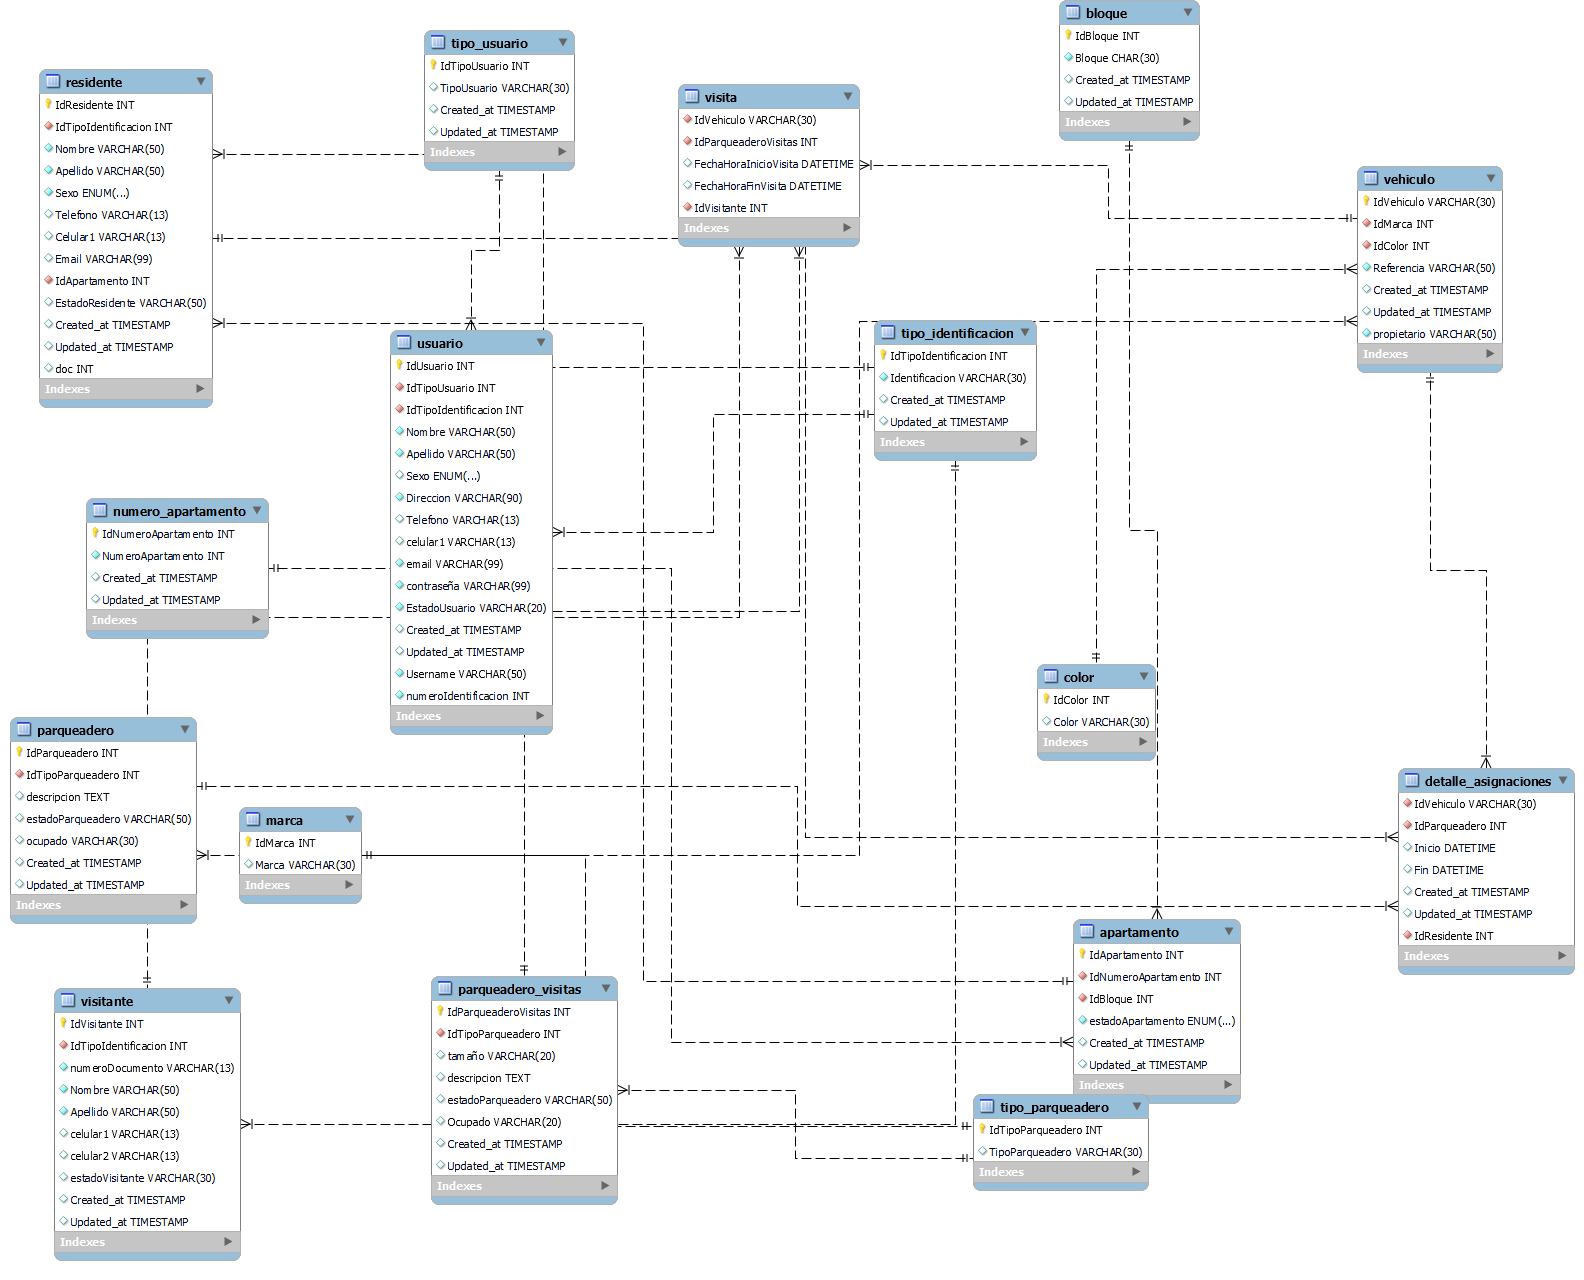 bloque
IdBloque INT
Bloque CHAR(30)
Created_at TIMESTAMP
Updated_at TIMESTAMP
Indexes
tipo_usuario
IdTipoUsuario INT
TipoUsuario VARCHAR(30)
Created_at TIMESTAMP
Updated_at TIMESTAMP
Indexes
residente
IdResidente INT
IdTipoIdentificacion INT
Nombre VARCHAR(50)
Apellido VARCHAR(50)
Sexo ENUM(...)
Telefono VARCHAR(13)
Celular1 VARCHAR(13)
Email VARCHAR(99)
IdApartamento INT
EstadoResidente VARCHAR(50)
Created_at TIMESTAMP
Updated_at TIMESTAMP
doc INT
Indexes
visita
IdVehiculo VARCHAR(30)
IdParqueaderoVisitas INT
FechaHoraInicioVisita DATETIME
FechaHoraFinVisita DATETIME
IdVisitante INT
Indexes
vehiculo
IdVehiculo VARCHAR(30)
IdMarca INT
IdColor INT
Referencia VARCHAR(50)
Created_at TIMESTAMP
Updated_at TIMESTAMP
propietario VARCHAR(50)
Indexes
usuario
IdUsuario INT
IdTipoUsuario INT
IdTipoIdentificacion INT
Nombre VARCHAR(50)
Apellido VARCHAR(50)
Sexo ENUM(...)
Direccion VARCHAR(90)
Telefono VARCHAR(13)
celular1 VARCHAR(13)
email VARCHAR(99)
contraseña VARCHAR(99)
EstadoUsuario VARCHAR(20)
Created_at TIMESTAMP
Updated_at TIMESTAMP
Username VARCHAR(50)
numeroIdentificacion INT
Indexes
tipo_identificacion
IdTipoIdentificacion INT
Identificacion VARCHAR(30)
Created_at TIMESTAMP
Updated_at TIMESTAMP
Indexes
numero_apartamento
IdNumeroApartamento INT
NumeroApartamento INT
Created_at TIMESTAMP
Updated_at TIMESTAMP
Indexes
color
IdColor INT
Color VARCHAR(30)
Indexes
parqueadero
IdParqueadero INT
IdTipoParqueadero INT
descripcion TEXT
estadoParqueadero VARCHAR(50)
ocupado VARCHAR(30)
Created_at TIMESTAMP
Updated_at TIMESTAMP
Indexes
marca
IdMarca INT
Marca VARCHAR(30)
Indexes
detalle_asignaciones
IdVehiculo VARCHAR(30)
IdParqueadero INT
Inicio DATETIME
Fin DATETIME
Created_at TIMESTAMP
Updated_at TIMESTAMP
IdResidente INT
Indexes
apartamento
IdApartamento INT
IdNumeroApartamento INT
IdBloque INT
estadoApartamento ENUM(...)
Created_at TIMESTAMP
Updated_at TIMESTAMP
Indexes
visitante
IdVisitante INT
IdTipoIdentificacion INT
numeroDocumento VARCHAR(13)
Nombre VARCHAR(50)
Apellido VARCHAR(50)
celular1 VARCHAR(13)
celular2 VARCHAR(13)
estadoVisitante VARCHAR(30)
Created_at TIMESTAMP
Updated_at TIMESTAMP
Indexes
parqueadero_visitas
IdParqueaderoVisitas INT
IdTipoParqueadero INT
tamaño VARCHAR(20)
descripcion TEXT
estadoParqueadero VARCHAR(50)
Ocupado VARCHAR(20)
Created_at TIMESTAMP
Updated_at TIMESTAMP
Indexes
tipo_parqueadero
IdTipoParqueadero INT
TipoParqueadero VARCHAR(30)
Indexes